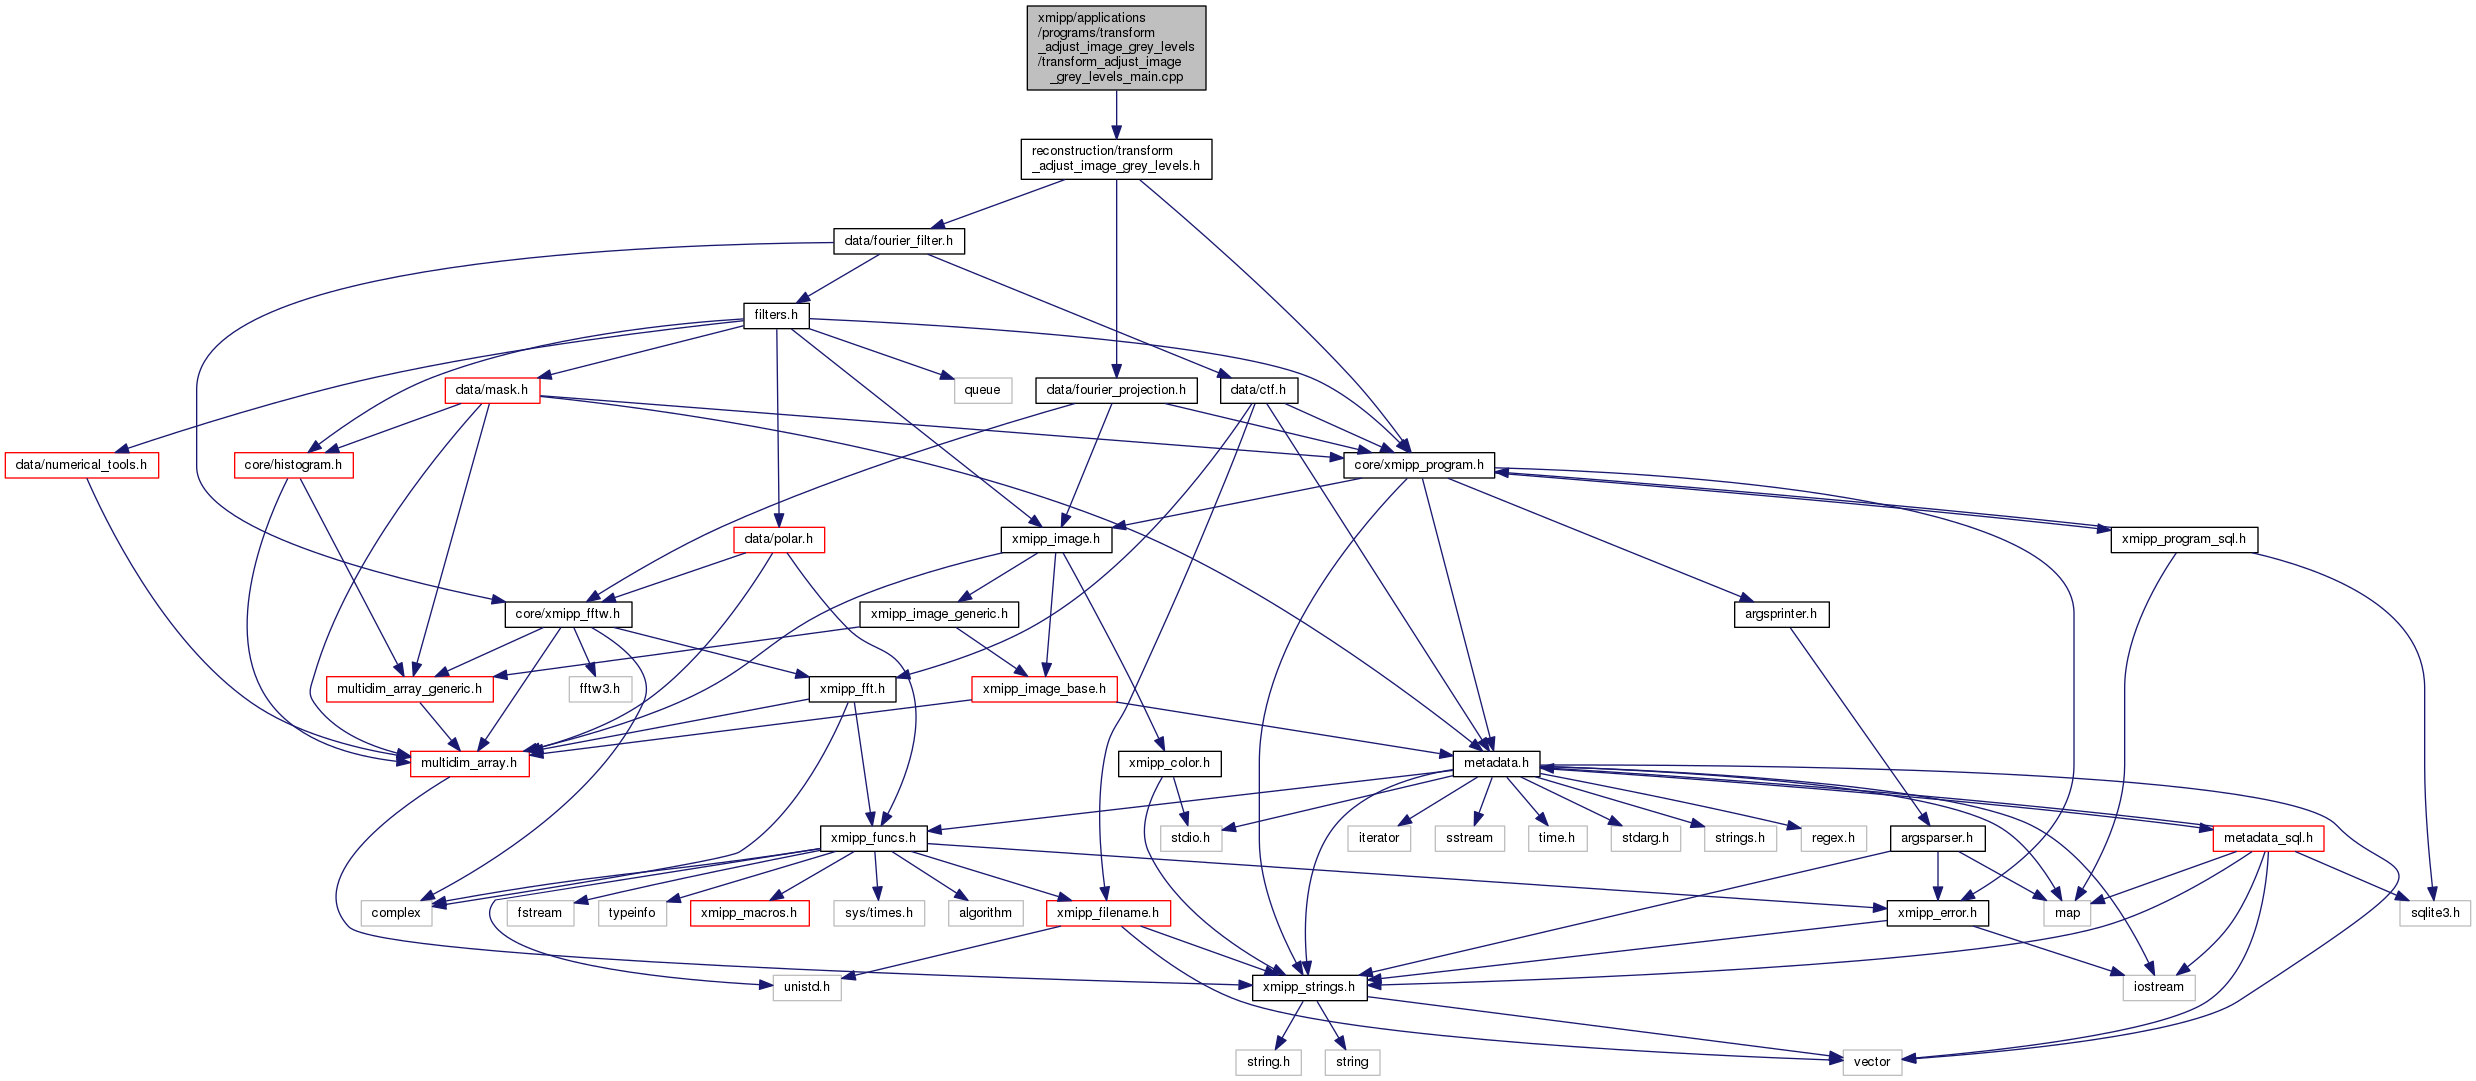 xmipp/applications
/programs/transform
_adjust_image_grey_levels
/transform_adjust_image
_grey_levels_main.cpp
reconstruction/transform
_adjust_image_grey_levels.h
data/fourier_filter.h
filters.h
data/mask.h
queue
data/fourier_projection.h
data/ctf.h
data/numerical_tools.h
core/histogram.h
core/xmipp_program.h
data/polar.h
xmipp_image.h
xmipp_program_sql.h
core/xmipp_fftw.h
xmipp_image_generic.h
argsprinter.h
multidim_array_generic.h
fftw3.h
xmipp_fft.h
xmipp_image_base.h
multidim_array.h
xmipp_color.h
metadata.h
xmipp_funcs.h
stdio.h
iterator
sstream
time.h
stdarg.h
strings.h
regex.h
argsparser.h
metadata_sql.h
complex
fstream
typeinfo
xmipp_macros.h
sys/times.h
algorithm
xmipp_filename.h
xmipp_error.h
map
sqlite3.h
unistd.h
xmipp_strings.h
iostream
string.h
string
vector